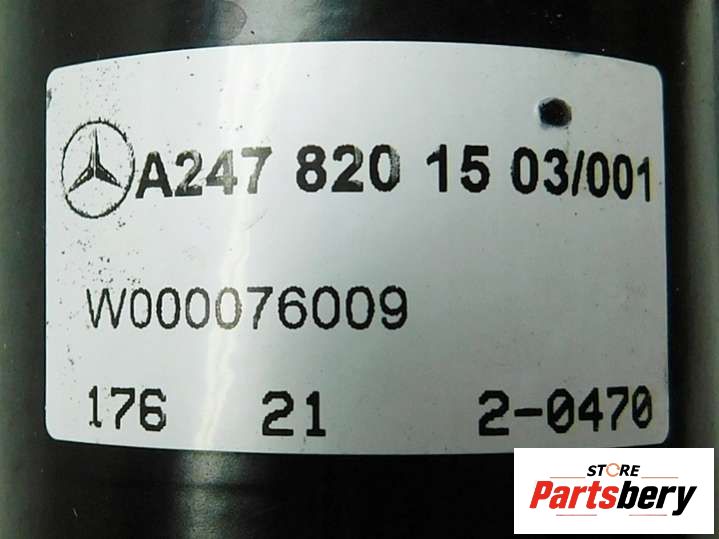 A247 820 15 03/001
W000076009
176 21 2-0470
STORE
Partsbery